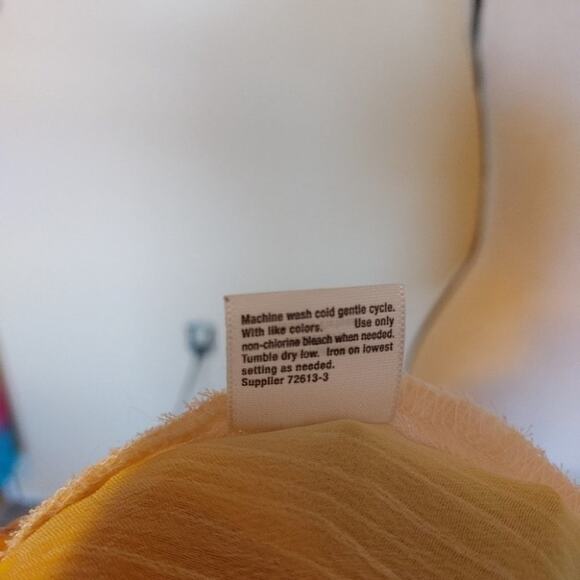 Machine wash cold gentle cycle.
With like colors. Use only
non-chlorine bleach when needed.
Tumble dry low. Iron on lowest
setting as needed.
Supplier 72613-3